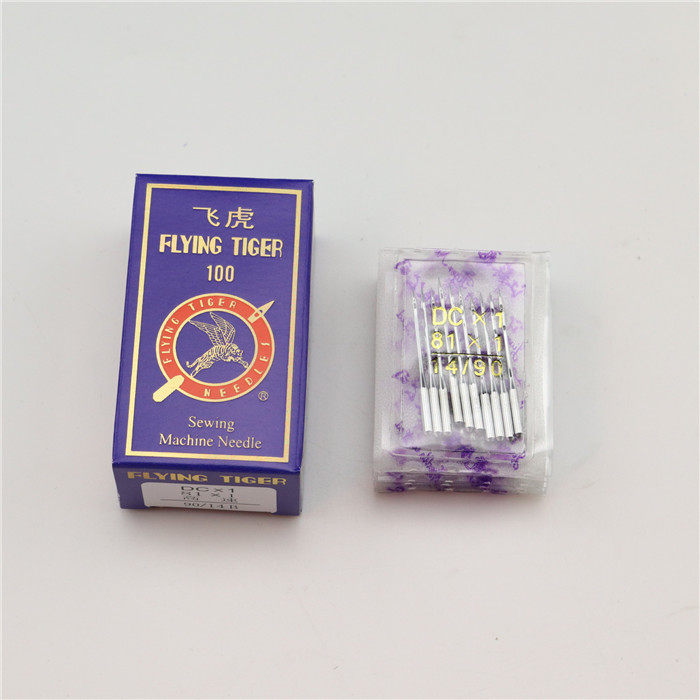 飞虎
FLYING TIGER
100
FLYING TIGER
NEEDLES
®
Sewing
Machine Needle
FLYING TIGER
DC×1
81×1
90/14B
DC×1
81×1
14/90